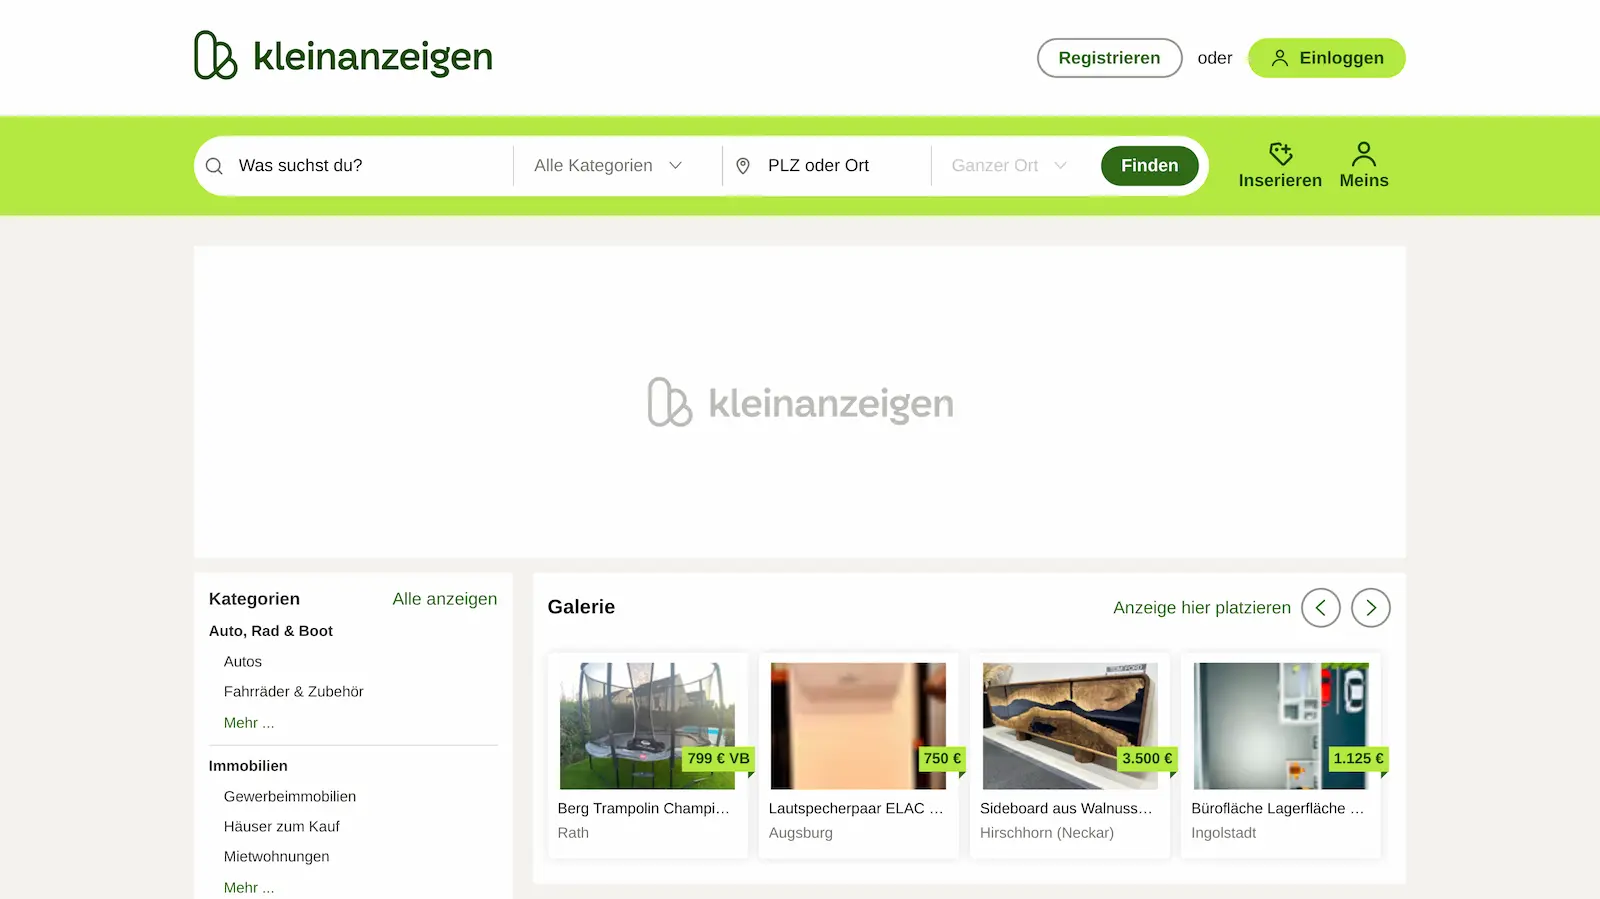 kleinanzeigen
Registrieren oder Einloggen
Was suchst du? Alle Kategorien PLZ oder Ort Ganzer Ort Finden
Inserieren Meins
kleinanzeigen
Kategorien Alle anzeigen
Auto, Rad & Boot
Autos
Fahrräder & Zubehör
Mehr ...
Immobilien
Gewerbeimmobilien
Häuser zum Kauf
Mietwohnungen
Mehr ...
Galerie Anzeige hier platzieren
799 € VB
Berg Trampolin Champi...
Rath
750 €
Lautspecherpaar ELAC ...
Augsburg
3.500 €
Sideboard aus Walnuss...
Hirschhorn (Neckar)
1.125 €
Bürofläche Lagerfläche ...
Ingolstadt